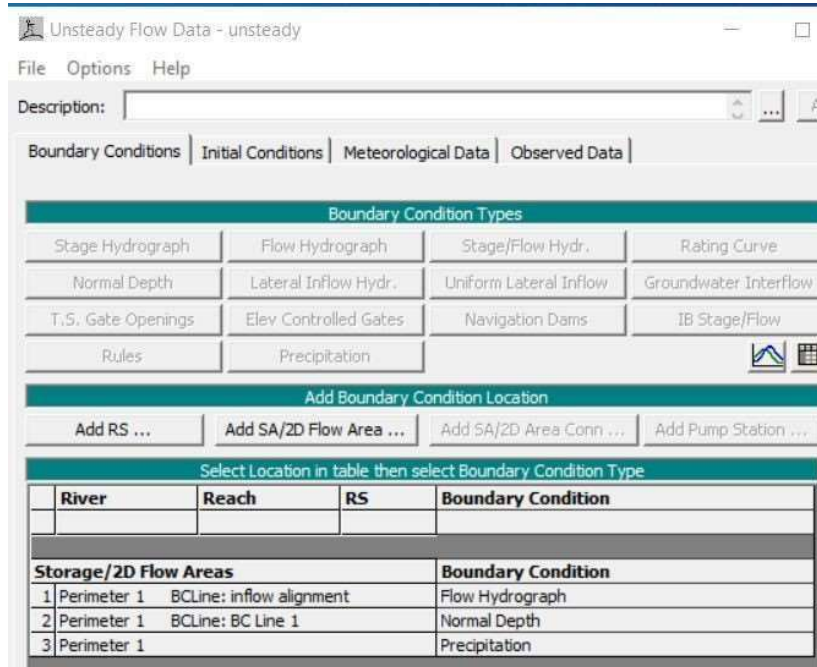 Unsteady Flow Data - unsteady
File Options Help
Description: ...
Boundary Conditions Initial Conditions Meteorological Data Observed Data
Boundary Condition Types
Stage Hydrograph Flow Hydrograph Stage/Flow Hydr. Rating Curve
Normal Depth Lateral Inflow Hydr. Uniform Lateral Inflow Groundwater Interflow
T.S. Gate Openings Elev Controlled Gates Navigation Dams IB Stage/Flow
Rules Precipitation
Add Boundary Condition Location
Add RS ... Add SA/2D Flow Area ... Add SA/2D Area Conn ... Add Pump Station ...
Select Location in table then select Boundary Condition Type
River Reach RS Boundary Condition
Storage/2D Flow Areas Boundary Condition
1 Perimeter 1 BCLine: inflow alignment Flow Hydrograph
2 Perimeter 1 BCLine: BC Line 1 Normal Depth
3 Perimeter 1 Precipitation